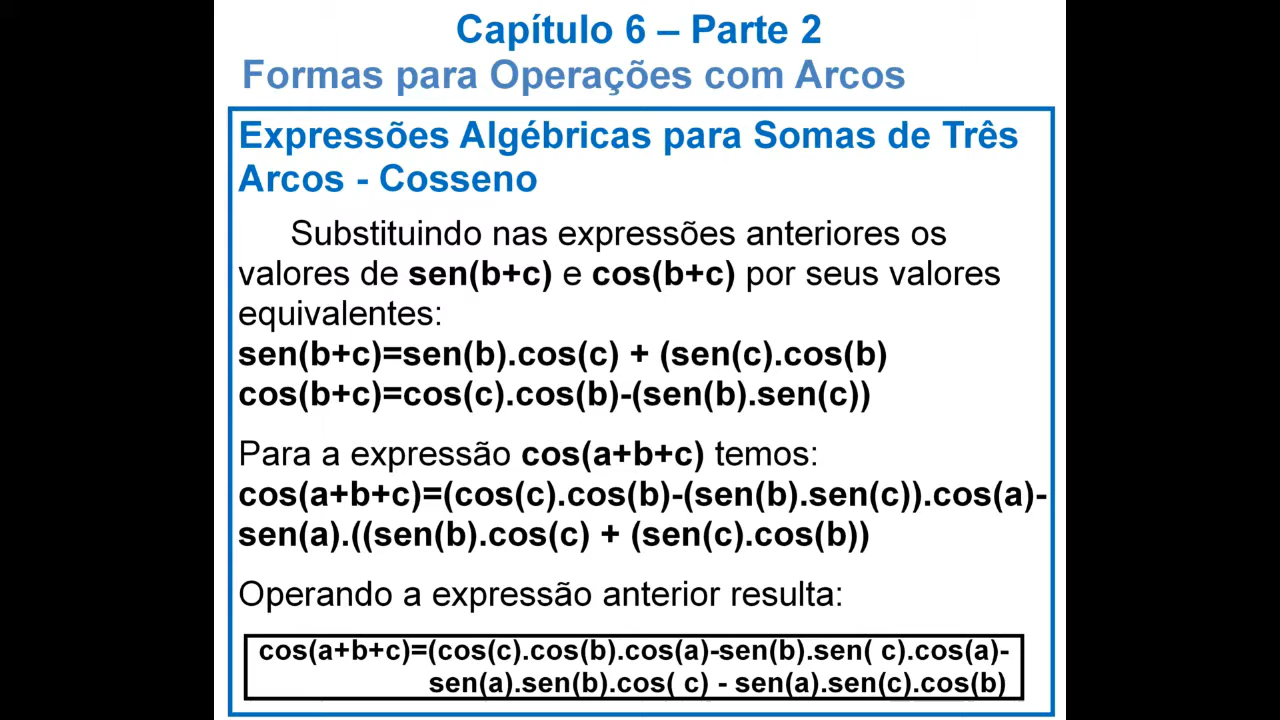 Capítulo 6 – Parte 2
Formas para Operações com Arcos
Expressões Algébricas para Somas de Três
Arcos - Cosseno
Substituindo nas expressões anteriores os
valores de sen(b+c) e cos(b+c) por seus valores
equivalentes:
sen(b+c)=sen(b).cos(c) + (sen(c).cos(b)
cos(b+c)=cos(c).cos(b)-(sen(b).sen(c))
Para a expressão cos(a+b+c) temos:
cos(a+b+c)=(cos(c).cos(b)-(sen(b).sen(c)).cos(a)-
sen(a).((sen(b).cos(c) + (sen(c).cos(b))
Operando a expressão anterior resulta:
cos(a+b+c)=(cos(c).cos(b).cos(a)-sen(b).sen( c).cos(a)-
sen(a).sen(b).cos( c) - sen(a).sen(c).cos(b)